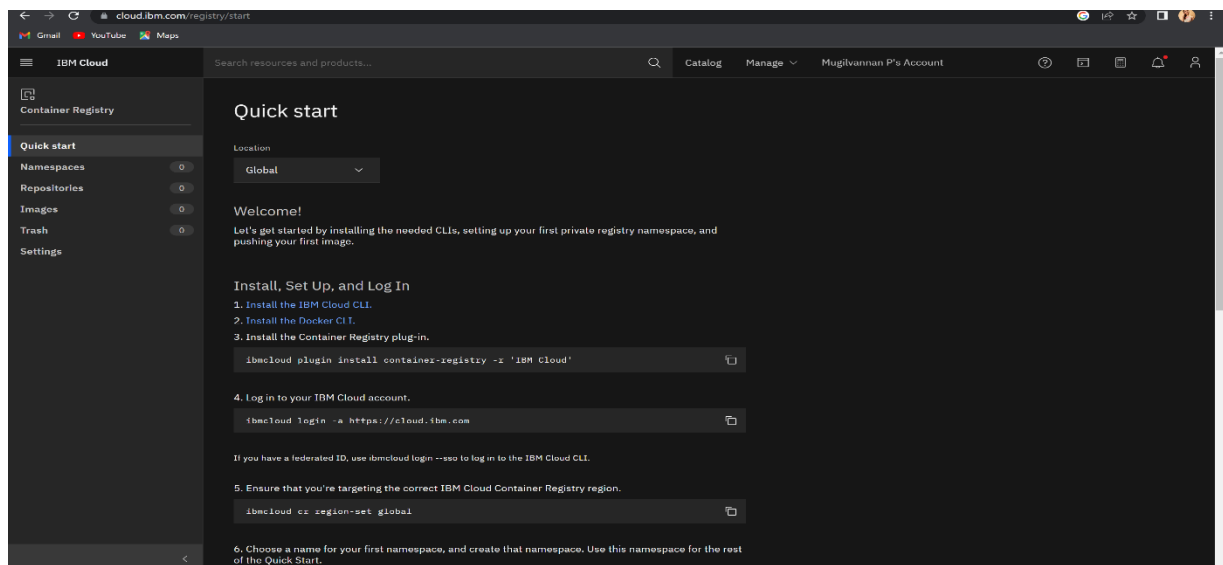 cloud.ibm.com/registry/start
Gmail YouTube Maps
IBM Cloud
Search resources and products...
Catalog
Manage
Mugilvannan P's Account
Container Registry
Quick start
Namespaces 0
Repositories 0
Images 0
Trash 0
Settings
Quick start
Location
Global
Welcome!
Let's get started by installing the needed CLIs, setting up your first private registry namespace, and
pushing your first image.
Install, Set Up, and Log In
1. Install the IBM Cloud CLI.
2. Install the Docker CLI.
3. Install the Container Registry plug-in.
ibmcloud plugin install container-registry -r 'IBM Cloud'
4. Log in to your IBM Cloud account.
ibmcloud login -a https://cloud.ibm.com
If you have a federated ID, use ibmcloud login --sso to log in to the IBM Cloud CLI.
5. Ensure that you're targeting the correct IBM Cloud Container Registry region.
ibmcloud cr region-set global
6. Choose a name for your first namespace, and create that namespace. Use this namespace for the rest
of the Quick Start.